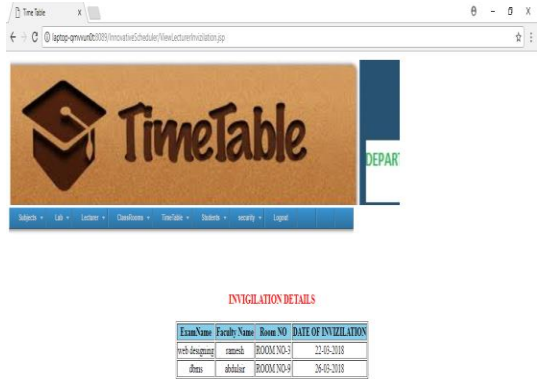 Time Table
laptop-qmvvun0t:8089/InnovativeScheduler/ViewLecturerInvizilation.jsp
TimeTable
DEPAR
Subjects Lab Lecturer ClassRooms TimeTable Students security Logout
INVIGILATION DETAILS
ExamName Faculty Name Room NO DATE OF INVIZILATION
web designing ramesh ROOM NO-3 22-03-2018
dbms ROOM NO-9 26-03-2018